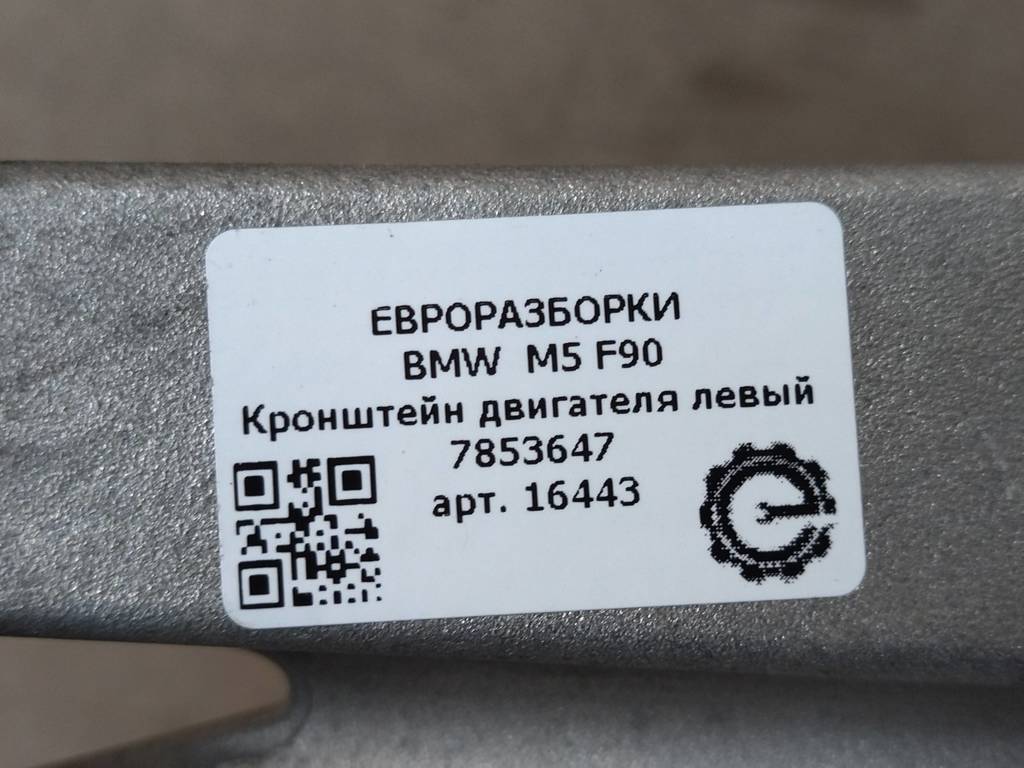 ЕВРОРАЗБОРКИ
BMW M5 F90
Кронштейн двигателя левый
7853647
арт. 16443